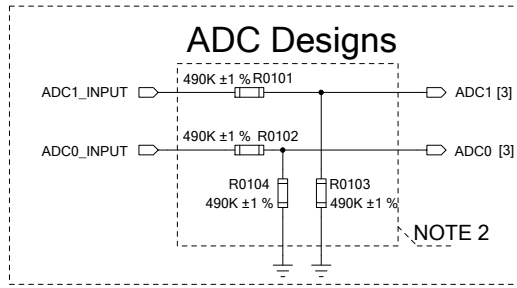 ADC Designs
490K ±1 % R0101
ADC1_INPUT
ADC1 [3]
490K ±1 % R0102
ADC0_INPUT
ADC0 [3]
R0104
490K ±1 %
R0103
490K ±1 %
NOTE 2